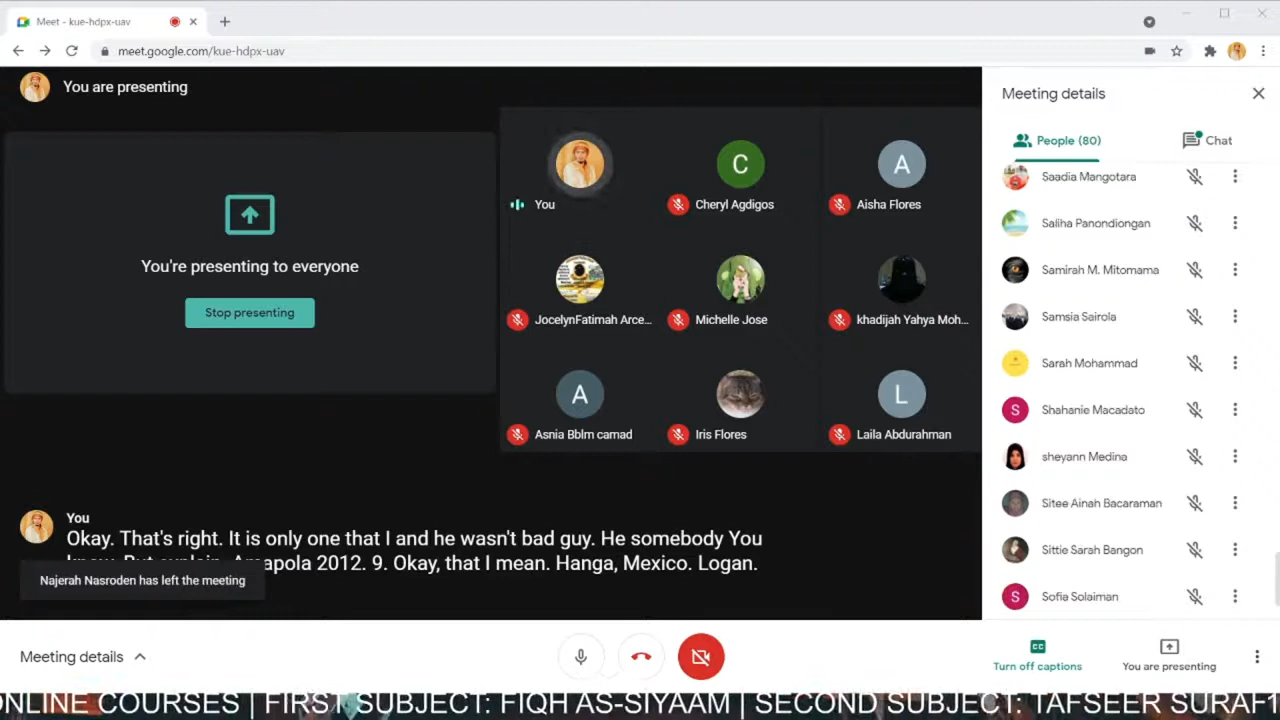 Meet - kue-hdpx-uav
meet.google.com/kue-hdpx-uav
You are presenting
You're presenting to everyone
Stop presenting
You
C
Cheryl Agdigos
A
Aisha Flores
JocelynFatimah Arce...
Michelle Jose
khadijah Yahya Moh...
A
Asnia Bblm camad
Iris Flores
L
Laila Abdurahman
You
Okay. That's right. It is only one that I and he wasn't bad guy. He somebody You
2012. 9. Okay, that I mean. Hanga, Mexico. Logan.
Najerah Nasroden has left the meeting
Meeting details
People (80)
Chat
Saadia Mangotara
Saliha Panondiongan
Samirah M. Mitomama
Samsia Sairola
Sarah Mohammad
S
Shahanie Macadato
sheyann Medina
Sitee Ainah Bacaraman
Sittie Sarah Bangon
S
Sofia Solaiman
Meeting details
CC
Turn off captions
You are presenting
ONLINE COURSES | FIRST SUBJECT: FIQH AS-SIYAAM | SECOND SUBJECT: TAFSEER